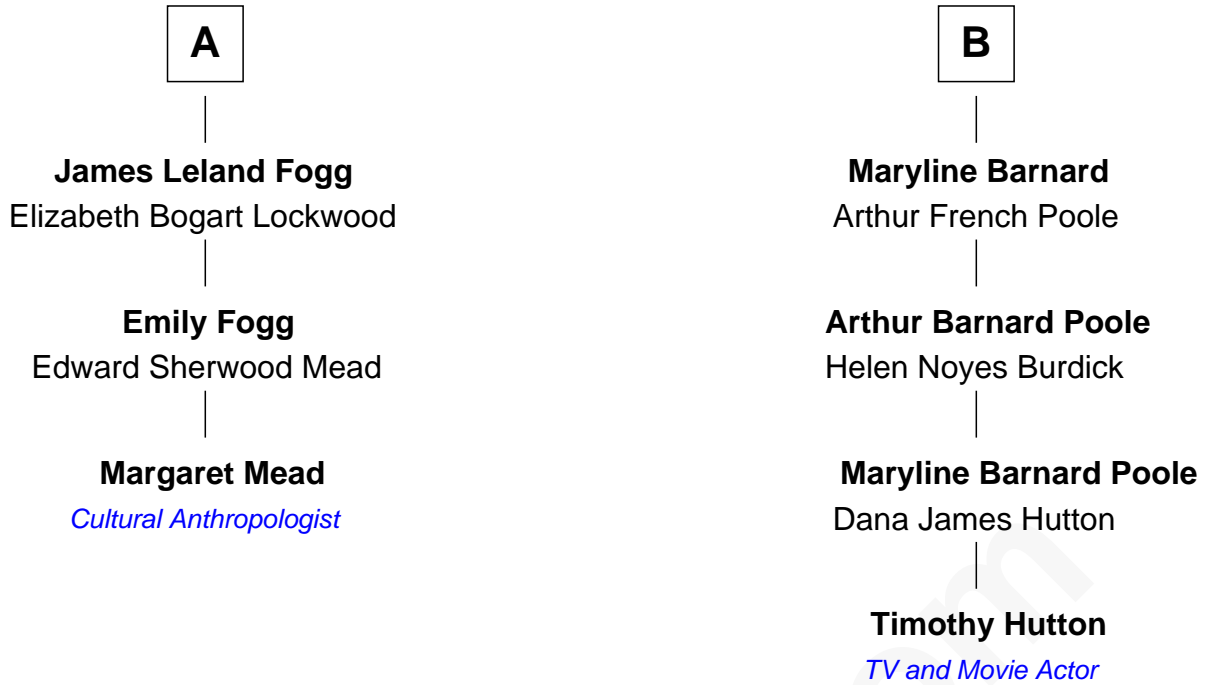 A
James Leland Fogg
Elizabeth Bogart Lockwood
Emily Fogg
Edward Sherwood Mead
Margaret Mead
Cultural Anthropologist
B
Maryline Barnard
Arthur French Poole
Arthur Barnard Poole
Helen Noyes Burdick
Maryline Barnard Poole
Dana James Hutton
Timothy Hutton
TV and Movie Actor